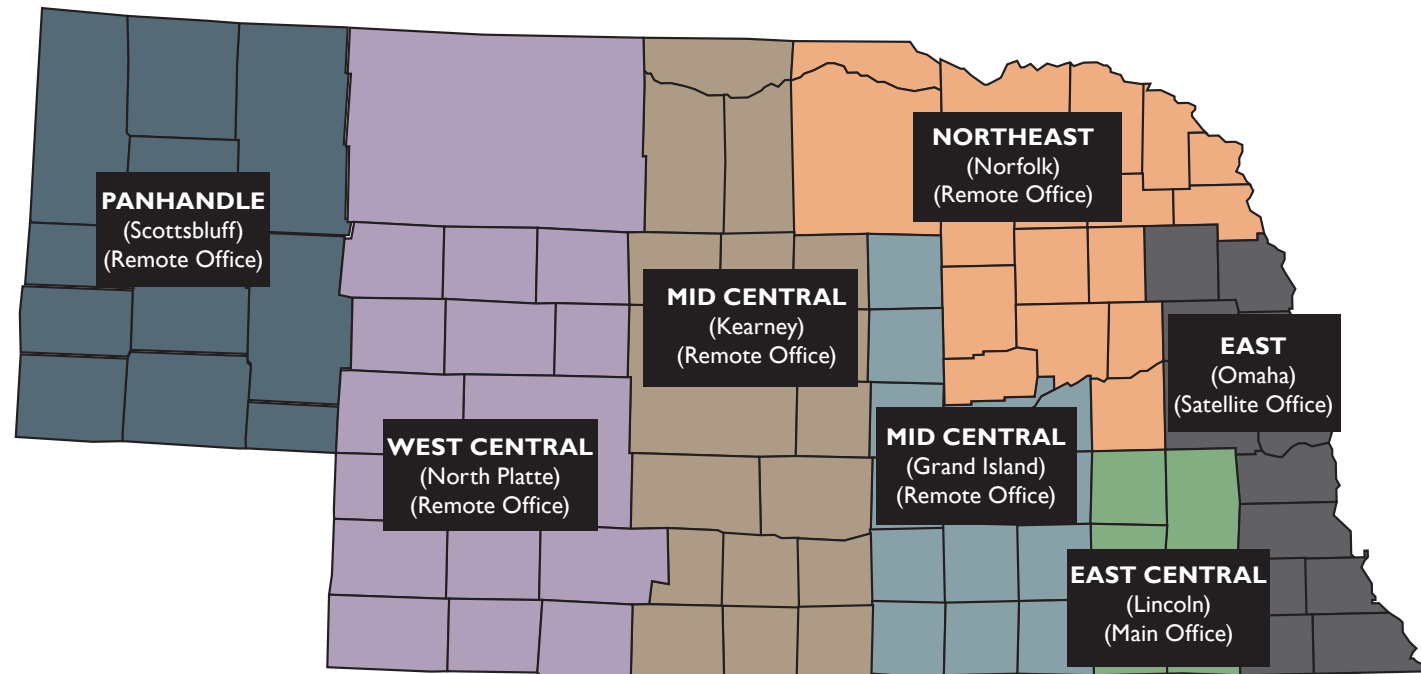 PANHANDLE
(Scottsbluff)
(Remote Office)
WEST CENTRAL
(North Platte)
(Remote Office)
MID CENTRAL
(Kearney)
(Remote Office)
NORTHEAST
(Norfolk)
(Remote Office)
MID CENTRAL
(Grand Island)
(Remote Office)
EAST
(Omaha)
(Satellite Office)
EAST CENTRAL
(Lincoln)
(Main Office)